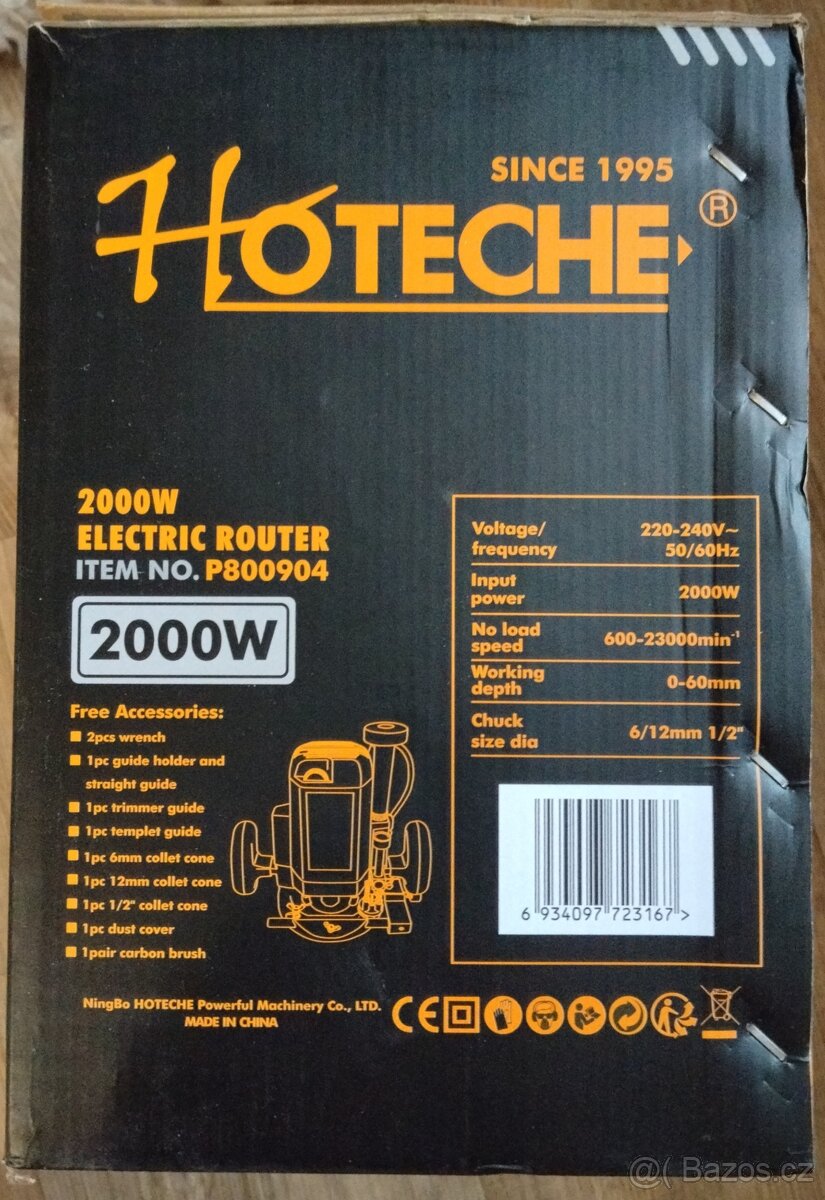 SINCE 1995
HOTECHE®
2000W
ELECTRIC ROUTER
ITEM NO. P800904
2000W
Free Accessories:
2pcs wrench
1pc guide holder and
straight guide
1pc trimmer guide
1pc templet guide
1pc 6mm collet cone
1pc 12mm collet cone
1pc 1/2" collet cone
1pc dust cover
1pair carbon brush
Voltage/ 220-240V~
frequency 50/60Hz
Input
power 2000W
No load
speed 600-23000min⁻¹
Working
depth 0-60mm
Chuck
size dia 6/12mm 1/2"
6 934097 723167 >
NingBo HOTECHE Powerful Machinery Co., LTD.
MADE IN CHINA
CE
@( Bazos.cz